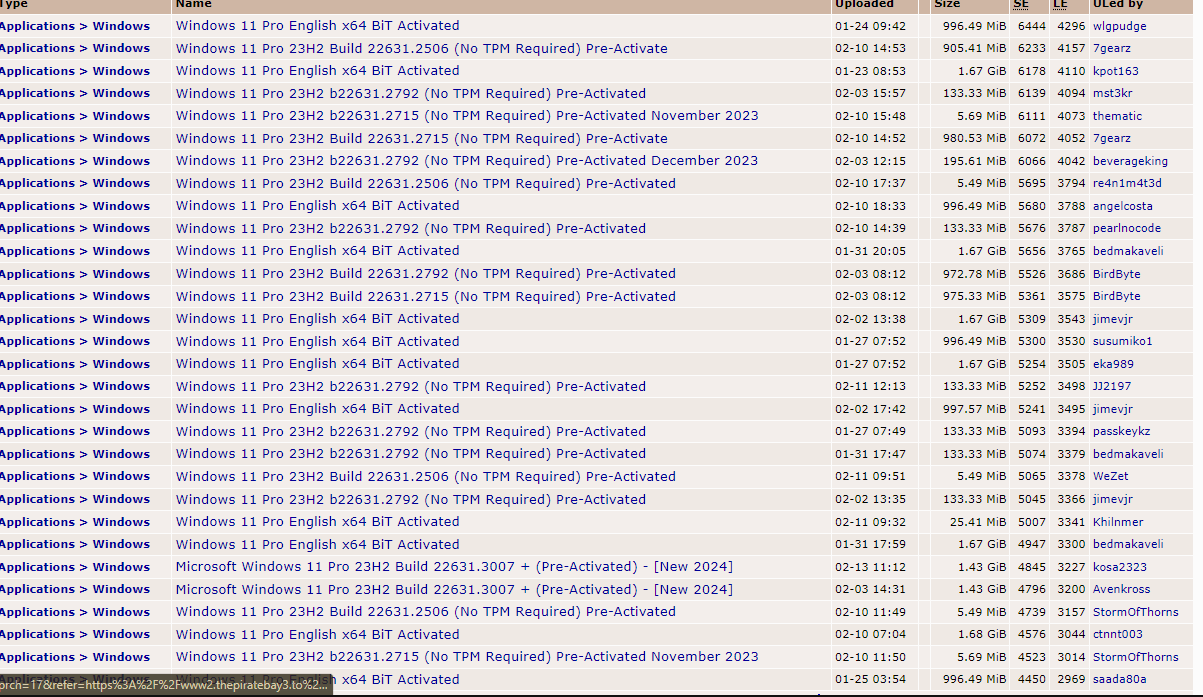 Type Name Uploaded Size SE LE ULed by
Applications > Windows Windows 11 Pro English x64 BiT Activated 01-24 09:42 996.49 MiB 6444 4296 wlgpudge
Applications > Windows Windows 11 Pro 23H2 Build 22631.2506 (No TPM Required) Pre-Activate 02-10 14:53 905.41 MiB 6233 4157 7gearz
Applications > Windows Windows 11 Pro English x64 BiT Activated 01-23 08:53 1.67 GiB 6178 4110 kpot163
Applications > Windows Windows 11 Pro 23H2 b22631.2792 (No TPM Required) Pre-Activated 02-03 15:57 133.33 MiB 6139 4094 mst3kr
Applications > Windows Windows 11 Pro 23H2 b22631.2715 (No TPM Required) Pre-Activated November 2023 02-10 15:48 5.69 MiB 6111 4073 thematic
Applications > Windows Windows 11 Pro 23H2 Build 22631.2715 (No TPM Required) Pre-Activate 02-10 14:52 980.53 MiB 6072 4052 7gearz
Applications > Windows Windows 11 Pro 23H2 b22631.2792 (No TPM Required) Pre-Activated December 2023 02-03 12:15 195.61 MiB 6066 4042 beverageking
Applications > Windows Windows 11 Pro 23H2 Build 22631.2506 (No TPM Required) Pre-Activated 02-10 17:37 5.49 MiB 5695 3794 re4n1m4t3d
Applications > Windows Windows 11 Pro English x64 BiT Activated 02-10 18:33 996.49 MiB 5680 3788 angelcosta
Applications > Windows Windows 11 Pro 23H2 b22631.2792 (No TPM Required) Pre-Activated 02-10 14:39 133.33 MiB 5676 3787 pearlnocode
Applications > Windows Windows 11 Pro English x64 BiT Activated 01-31 20:05 1.67 GiB 5656 3765 bedmakaveli
Applications > Windows Windows 11 Pro 23H2 Build 22631.2792 (No TPM Required) Pre-Activated 02-03 08:12 972.78 MiB 5526 3686 BirdByte
Applications > Windows Windows 11 Pro 23H2 Build 22631.2715 (No TPM Required) Pre-Activated 02-03 08:12 975.33 MiB 5361 3575 BirdByte
Applications > Windows Windows 11 Pro English x64 BiT Activated 02-02 13:38 1.67 GiB 5309 3543 jimevjr
Applications > Windows Windows 11 Pro English x64 BiT Activated 01-27 07:52 996.49 MiB 5300 3530 susumiko1
Applications > Windows Windows 11 Pro English x64 BiT Activated 01-27 07:52 1.67 GiB 5254 3505 eka989
Applications > Windows Windows 11 Pro 23H2 b22631.2792 (No TPM Required) Pre-Activated 02-11 12:13 133.33 MiB 5252 3498 JJ2197
Applications > Windows Windows 11 Pro English x64 BiT Activated 02-02 17:42 997.57 MiB 5241 3495 jimevjr
Applications > Windows Windows 11 Pro 23H2 b22631.2792 (No TPM Required) Pre-Activated 01-27 07:49 133.33 MiB 5093 3394 passkeykz
Applications > Windows Windows 11 Pro 23H2 b22631.2792 (No TPM Required) Pre-Activated 01-31 17:47 133.33 MiB 5074 3379 bedmakaveli
Applications > Windows Windows 11 Pro 23H2 Build 22631.2506 (No TPM Required) Pre-Activated 02-11 09:51 5.49 MiB 5065 3378 WeZet
Applications > Windows Windows 11 Pro 23H2 b22631.2792 (No TPM Required) Pre-Activated 02-02 13:35 133.33 MiB 5045 3366 jimevjr
Applications > Windows Windows 11 Pro English x64 BiT Activated 02-11 09:32 25.41 MiB 5007 3341 Khilnmer
Applications > Windows Windows 11 Pro English x64 BiT Activated 01-31 17:59 1.67 GiB 4947 3300 bedmakaveli
Applications > Windows Microsoft Windows 11 Pro 23H2 Build 22631.3007 + (Pre-Activated) - [New 2024] 02-13 11:12 1.43 GiB 4845 3227 kosa2323
Applications > Windows Microsoft Windows 11 Pro 23H2 Build 22631.3007 + (Pre-Activated) - [New 2024] 02-03 14:31 1.43 GiB 4796 3200 Avenkross
Applications > Windows Windows 11 Pro 23H2 Build 22631.2506 (No TPM Required) Pre-Activated 02-10 11:49 5.49 MiB 4739 3157 StormOfThorns
Applications > Windows Windows 11 Pro English x64 BiT Activated 02-10 07:04 1.68 GiB 4576 3044 ctnnt003
Applications > Windows Windows 11 Pro 23H2 b22631.2715 (No TPM Required) Pre-Activated November 2023 02-10 11:50 5.69 MiB 4523 3014 StormOfThorns
Applications > Windows Windows 11 Pro English x64 BiT Activated 01-25 03:54 996.49 MiB 4450 2969 saada80a
orch=17&refer=https%3A%2F%2Fwww2.thepiratebay3.to%2...